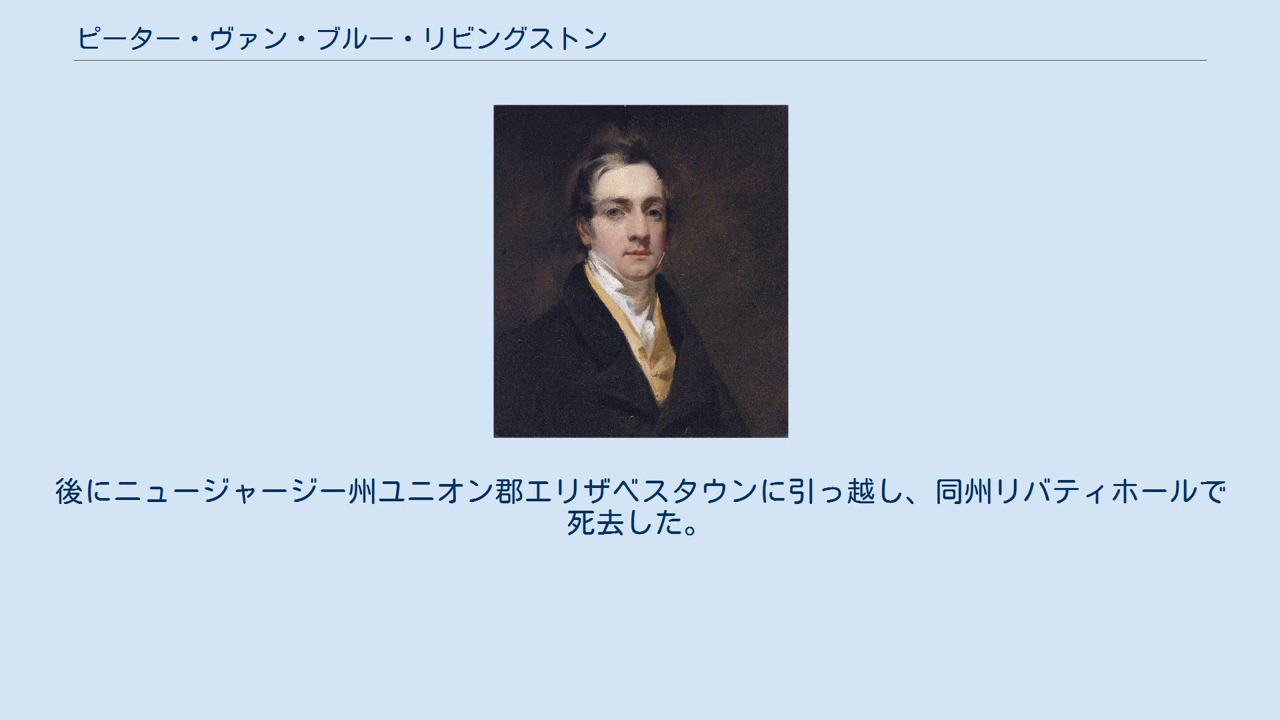 ピーター・ヴァン・ブルー・リビングストン
後にニュージャージー州ユニオン郡エリザベスタウンに引っ越し、同州リバティホールで
死去した。